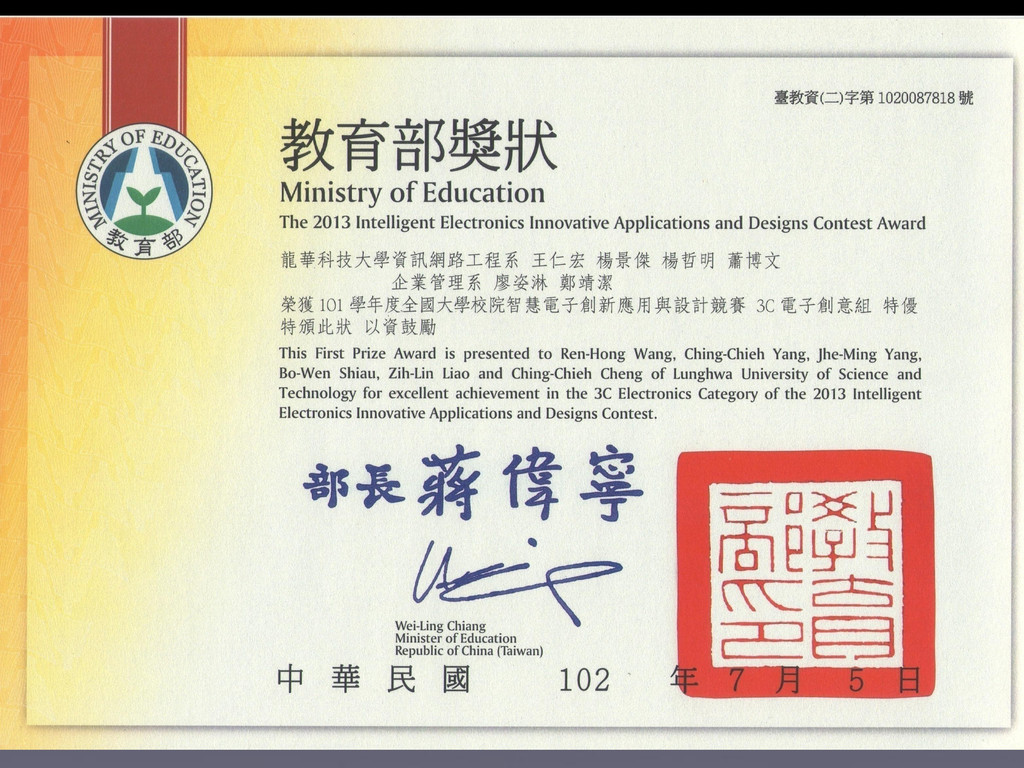 臺教資(二)字第 1020087818 號
MINISTRY OF EDUCATION
教育部
教育部獎狀
Ministry of Education
The 2013 Intelligent Electronics Innovative Applications and Designs Contest Award
龍華科技大學資訊網路工程系 王仁宏 楊景傑 楊哲明 蕭博文
企業管理系 廖姿淋 鄭靖潔
榮獲 101 學年度全國大學校院智慧電子創新應用與設計競賽 3C 電子創意組 特優
特頒此狀 以資鼓勵
This First Prize Award is presented to Ren-Hong Wang, Ching-Chieh Yang, Jhe-Ming Yang,
Bo-Wen Shiau, Zih-Lin Liao and Ching-Chieh Cheng of Lunghwa University of Science and
Technology for excellent achievement in the 3C Electronics Category of the 2013 Intelligent
Electronics Innovative Applications and Designs Contest.
部長 蔣偉寧
教育部印
Wei-Ling Chiang
Minister of Education
Republic of China (Taiwan)
中華民國 102 年 7 月 5 日